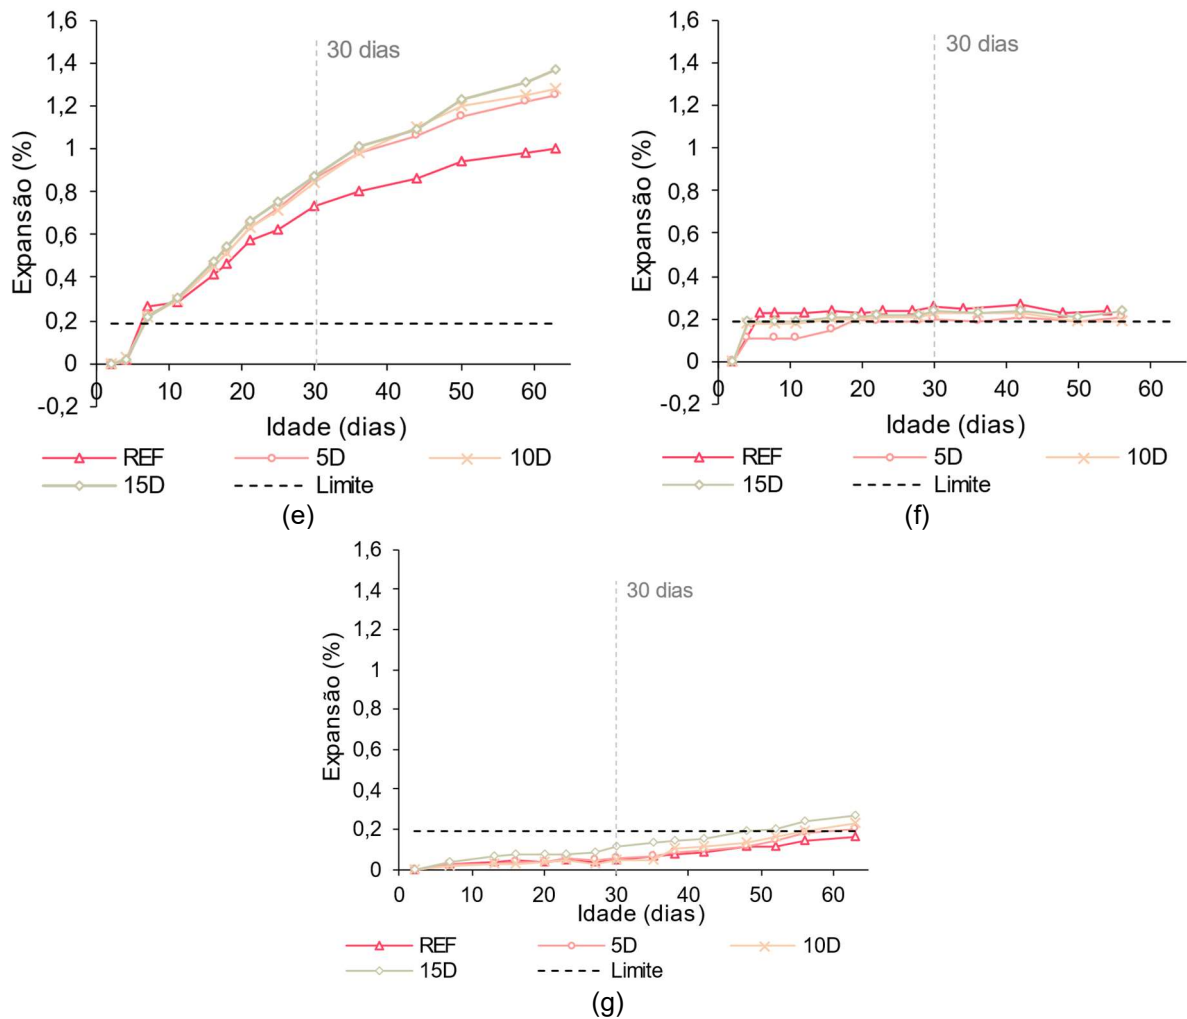 1,6
1,4
1,2
1
0,8
0,6
0,4
0,2
0
-0,2
Expansão (%)
30 dias
0 10 20 30 40 50 60
Idade (dias)
REF 5D 10D
15D Limite
(e)
1,6
1,4
1,2
1
0,8
0,6
0,4
0,2
0
-0,2
Expansão (%)
30 dias
0 10 20 30 40 50 60
Idade (dias)
REF 5D 10D
15D Limite
(f)
1,6
1,4
1,2
1
0,8
0,6
0,4
0,2
0
Expansão (%)
30 dias
0 10 20 30 40 50 60
Idade (dias)
REF 5D 10D
15D Limite
(g)